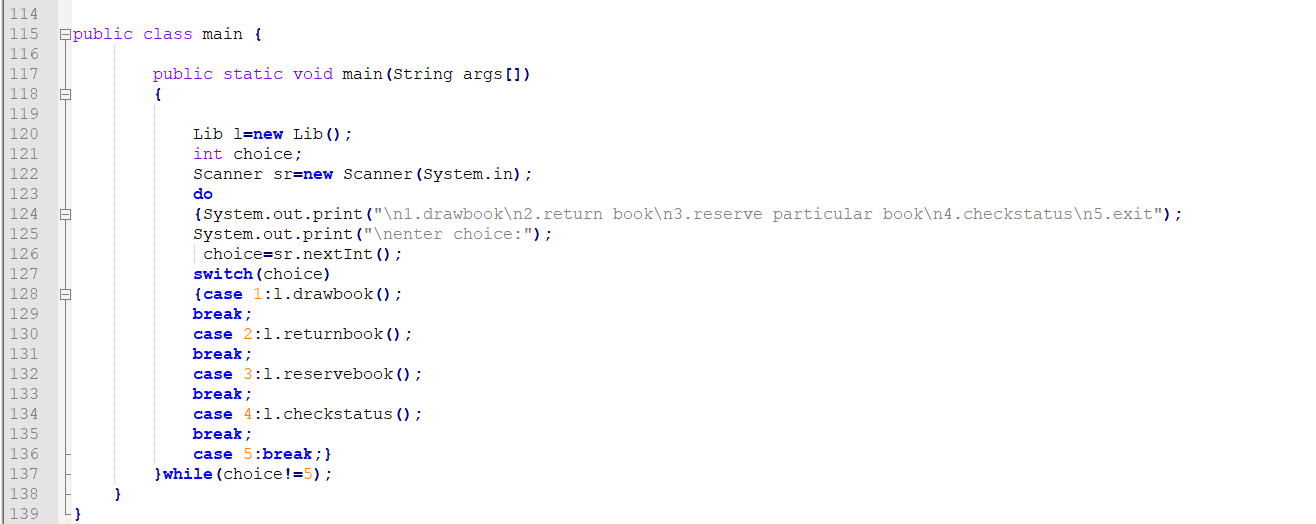 114
115 public class main {
116
117 public static void main(String args[])
118 {
119
120 Lib l=new Lib();
121 int choice;
122 Scanner sr=new Scanner(System.in);
123 do
124 {System.out.print("\n1.drawbook\n2.return book\n3.reserve particular book\n4.checkstatus\n5.exit");
125 System.out.print("\nenter choice:");
126 choice=sr.nextInt();
127 switch(choice)
128 {case 1:l.drawbook();
129 break;
130 case 2:l.returnbook();
131 break;
132 case 3:l.reservebook();
133 break;
134 case 4:l.checkstatus();
135 break;
136 case 5:break;}
137 }while(choice!=5);
138 }
139 }